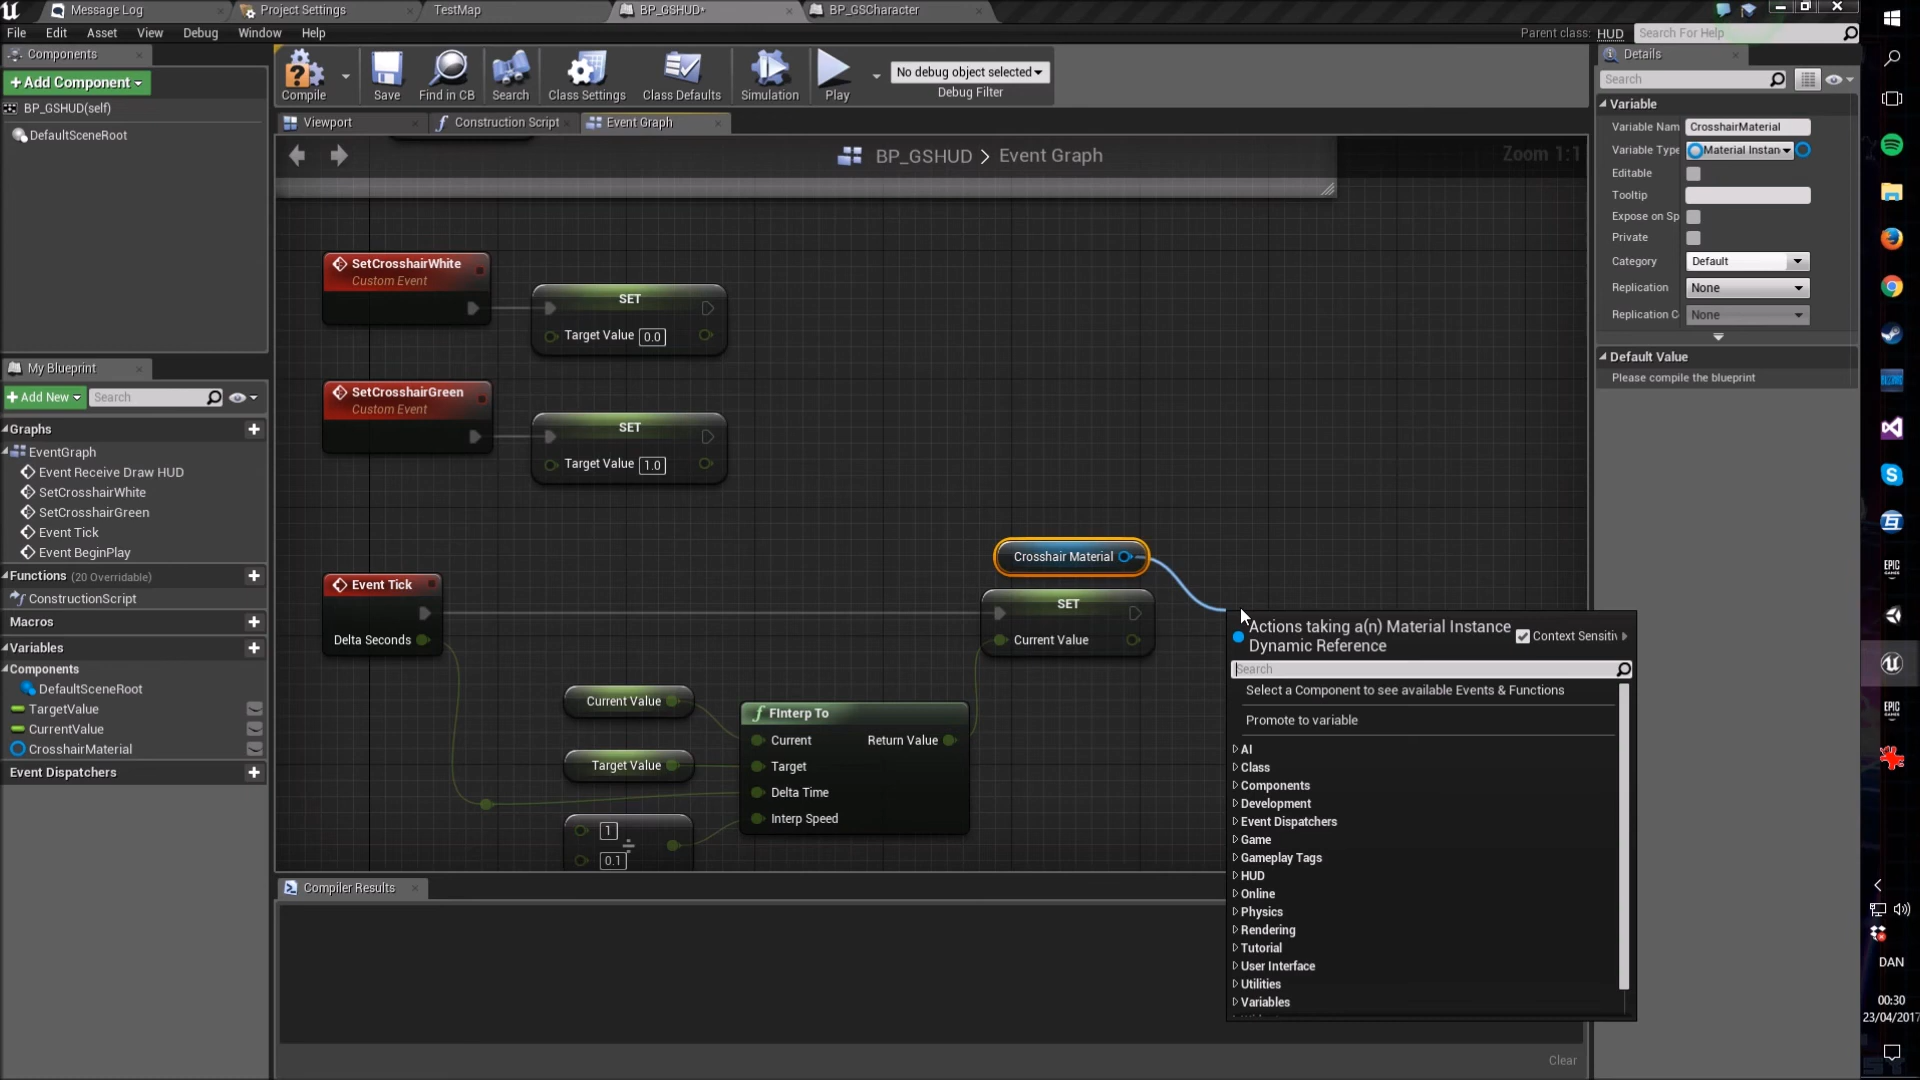 Message Log
Project Settings
TestMap
BP_GSHUD*
BP_GSCharacter
File Edit Asset View Debug Window Help
Parent class: HUD
Search For Help
Components
+Add Component
BP_GSHUD(self)
DefaultSceneRoot
Compile
Save
Find in CB
Search
Class Settings
Class Defaults
Simulation
Play
No debug object selected
Debug Filter
Viewport
Construction Script
Event Graph
BP_GSHUD > Event Graph
Zoom 1:1
SetCrosshairWhite
Custom Event
SET
Target Value 0.0
SetCrosshairGreen
Custom Event
SET
Target Value 1.0
Event Tick
Delta Seconds
Crosshair Material
SET
Current Value
Current Value
Target Value
1
0.1
FInterp To
Current Return Value
Target
Delta Time
Interp Speed
Actions taking a(n) Material Instance
Dynamic Reference
Context Sensiti
Search
Select a Component to see available Events & Functions
Promote to variable
AI
Class
Components
Development
Event Dispatchers
Game
Gameplay Tags
HUD
Online
Physics
Rendering
Tutorial
User Interface
Utilities
Variables
My Blueprint
+Add New
Search
Graphs
EventGraph
Event Receive Draw HUD
SetCrosshairWhite
SetCrosshairGreen
Event Tick
Event BeginPlay
Functions (20 Overridable)
ConstructionScript
Macros
Variables
Components
DefaultSceneRoot
TargetValue
CurrentValue
CrosshairMaterial
Event Dispatchers
Compiler Results
Clear
Details
Search
Variable
Variable Nam CrosshairMaterial
Variable Type Material Instan
Editable
Tooltip
Expose on Sp
Private
Category Default
Replication None
Replication C None
Default Value
Please compile the blueprint
EPIC
GAMES
EPIC
GAMES
DAN
00:30
23/04/2017